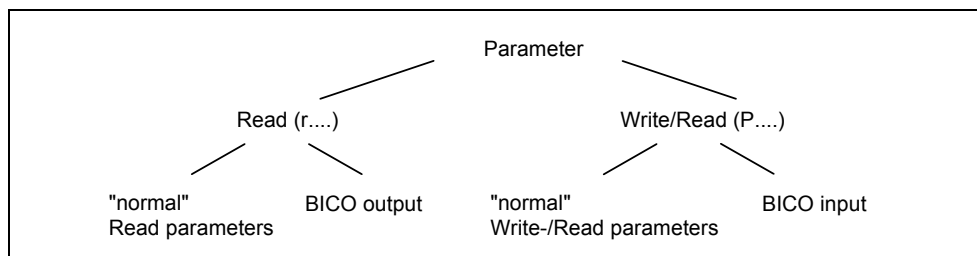 Parameter
Read (r....) Write/Read (P....)
"normal" BICO output "normal" BICO input
Read parameters Write-/Read parameters